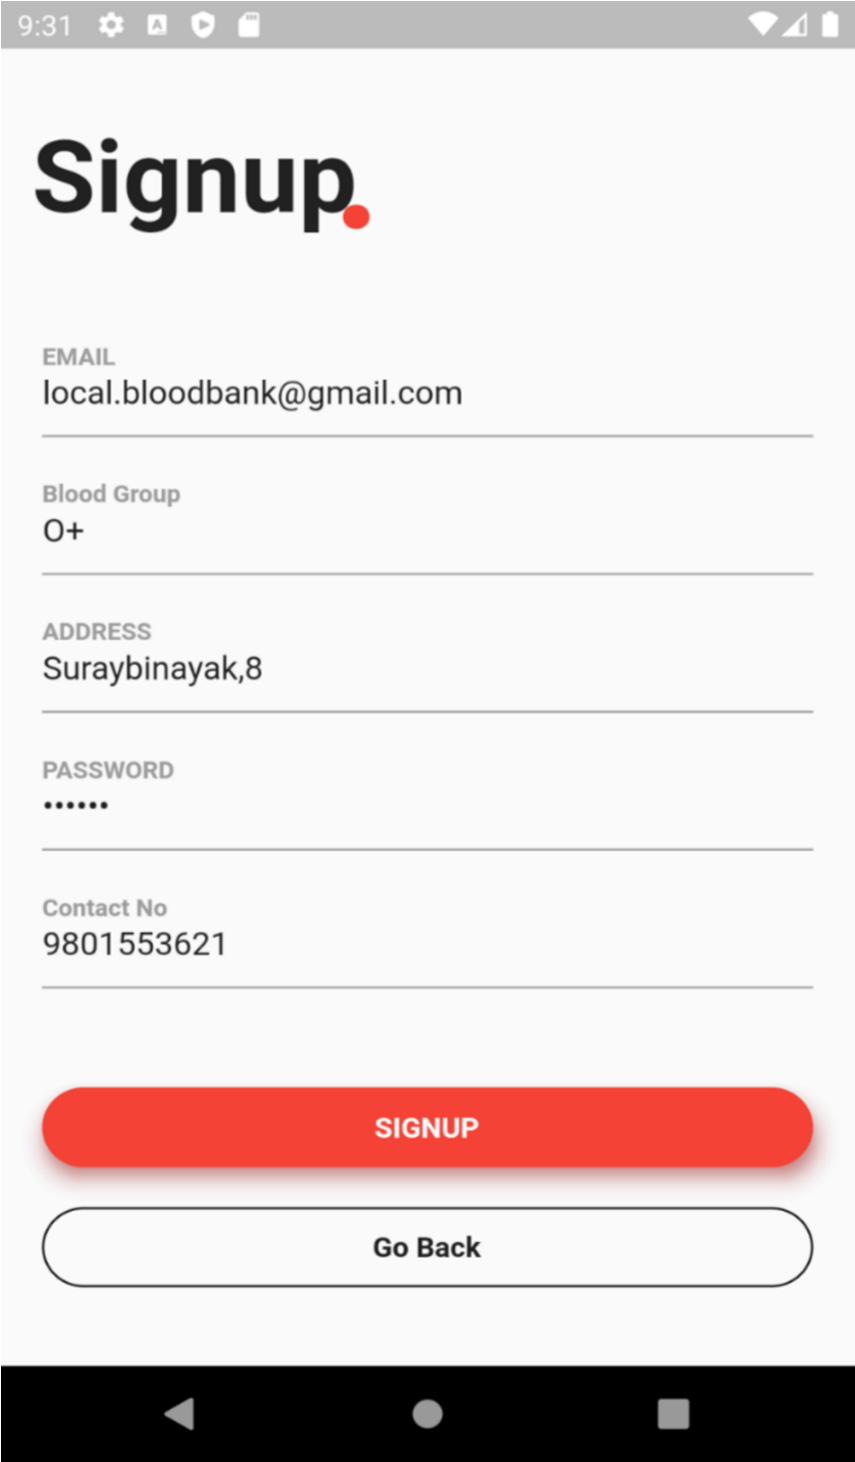 9:31
Signup.
EMAIL
local.bloodbank@gmail.com
Blood Group
O+
ADDRESS
Suraybinayak,8
PASSWORD
••••••
Contact No
9801553621
SIGNUP
Go Back